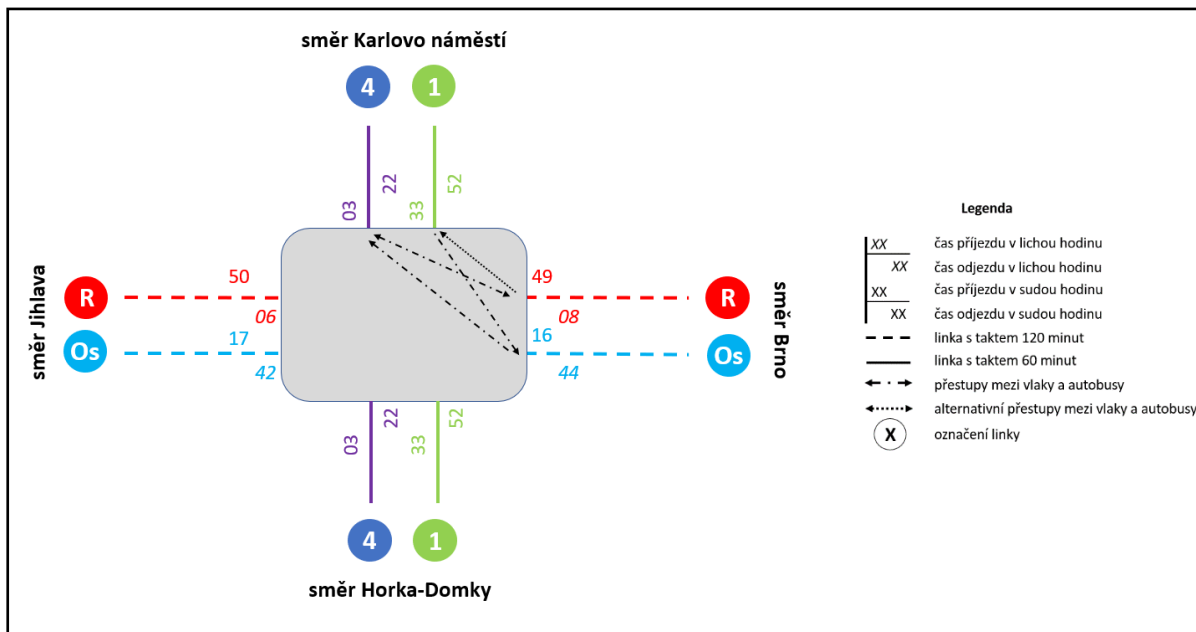 směr Karlovo náměstí
4
1
03
22
33
52
směr Jihlava
R
50
06
Os
17
42
49
08
R
16
44
Os
směr Brno
03
22
33
52
4
1
směr Horka-Domky
Legenda
XX čas příjezdu v lichou hodinu
XX čas odjezdu v lichou hodinu
XX čas příjezdu v sudou hodinu
XX čas odjezdu v sudou hodinu
linka s taktem 120 minut
linka s taktem 60 minut
přestupy mezi vlaky a autobusy
alternativní přestupy mezi vlaky a autobusy
X označení linky